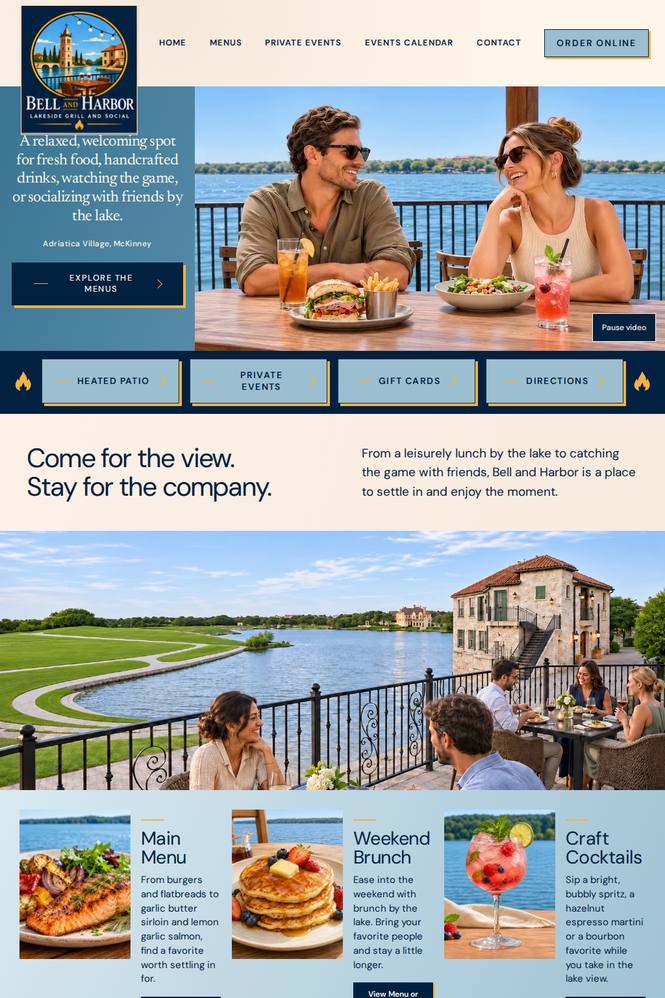 BELL AND HARBOR
LAKESIDE GRILL AND SOCIAL
HOME
MENUS
PRIVATE EVENTS
EVENTS CALENDAR
CONTACT
ORDER ONLINE
A relaxed, welcoming spot
for fresh food, handcrafted
drinks, watching the game,
or socializing with friends by
the lake.
Adriatica Village, McKinney
EXPLORE THE
MENUS
Pause video
HEATED PATIO
PRIVATE
EVENTS
GIFT CARDS
DIRECTIONS
Come for the view.
Stay for the company.
From a leisurely lunch by the lake to catching
the game with friends, Bell and Harbor is a place
to settle in and enjoy the moment.
Main
Menu
From burgers
and flatbreads to
garlic butter
sirloin and lemon
garlic salmon,
find a favorite
worth settling in
for.
Weekend
Brunch
Ease into the
weekend with
brunch by the
lake. Bring your
favorite people
and stay a little
longer.
View Menu or
Craft
Cocktails
Sip a bright,
bubbly spritz, a
hazelnut
espresso martini
or a bourbon
favorite while
you take in the
lake view.